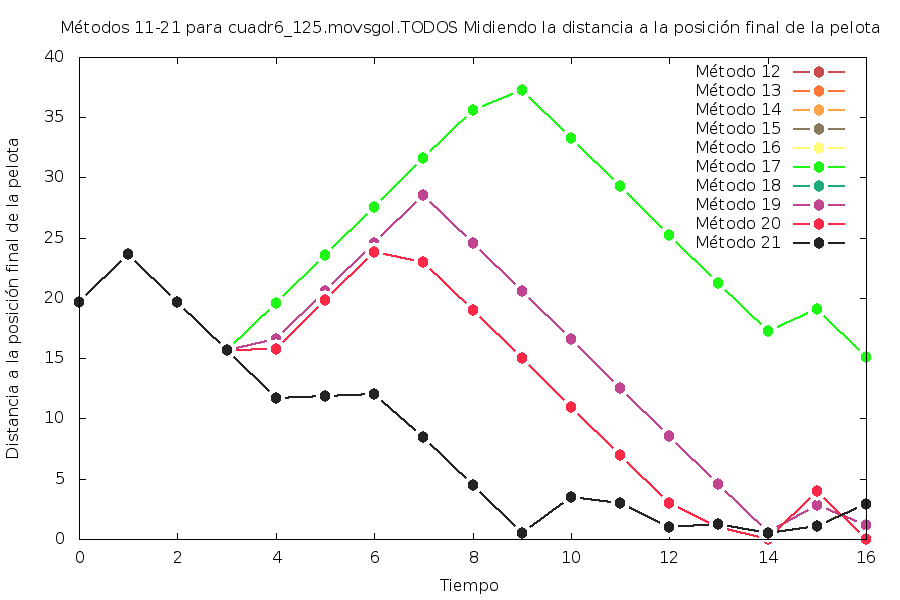 Métodos 11-21 para cuadr6_125.movsgol.TODOS Midiendo la distancia a la posición final de la pelota
40
35
30
25
20
15
10
5
0
Distancia a la posición final de la pelota
Método 12
Método 13
Método 14
Método 15
Método 16
Método 17
Método 18
Método 19
Método 20
Método 21
0 2 4 6 8 10 12 14 16
Tiempo